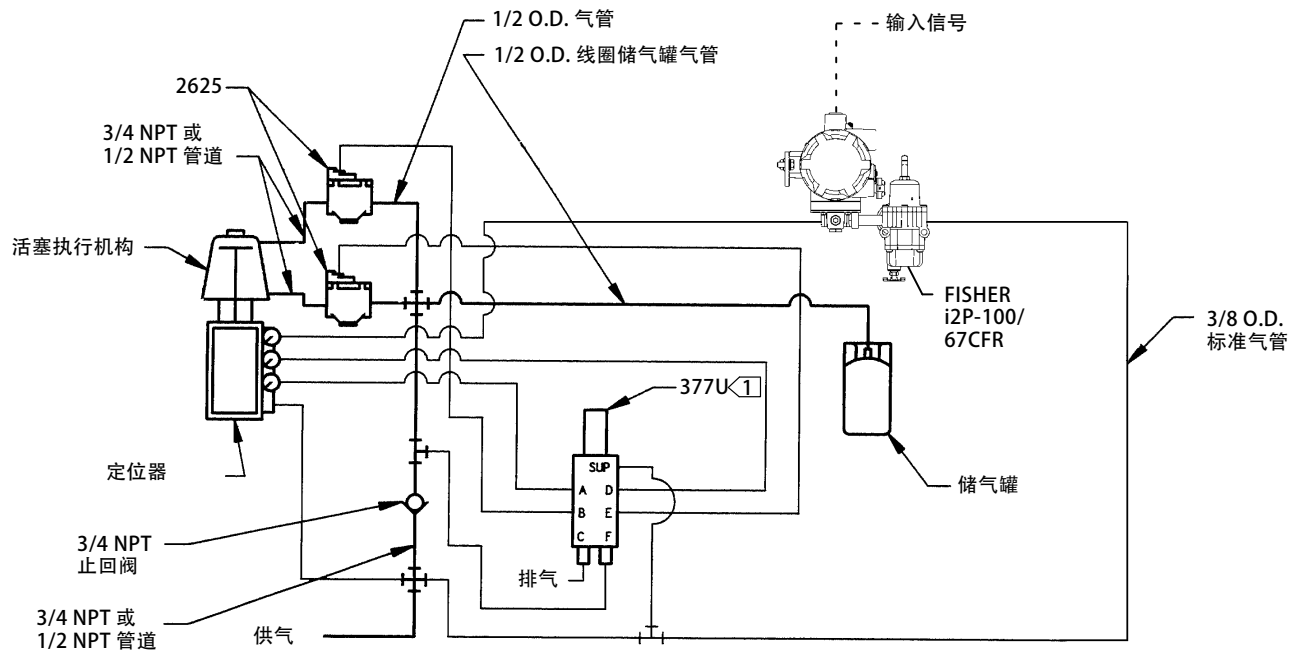 1/2 O.D. 气管
1/2 O.D. 线圈储气罐气管
输入信号
2625
3/4 NPT 或
1/2 NPT 管道
活塞执行机构
FISHER
i2P-100/
67CFR
3/8 O.D.
标准气管
377U 1
定位器
SUP
A D
B E
C F
储气罐
3/4 NPT
止回阀
排气
3/4 NPT 或
1/2 NPT 管道
供气